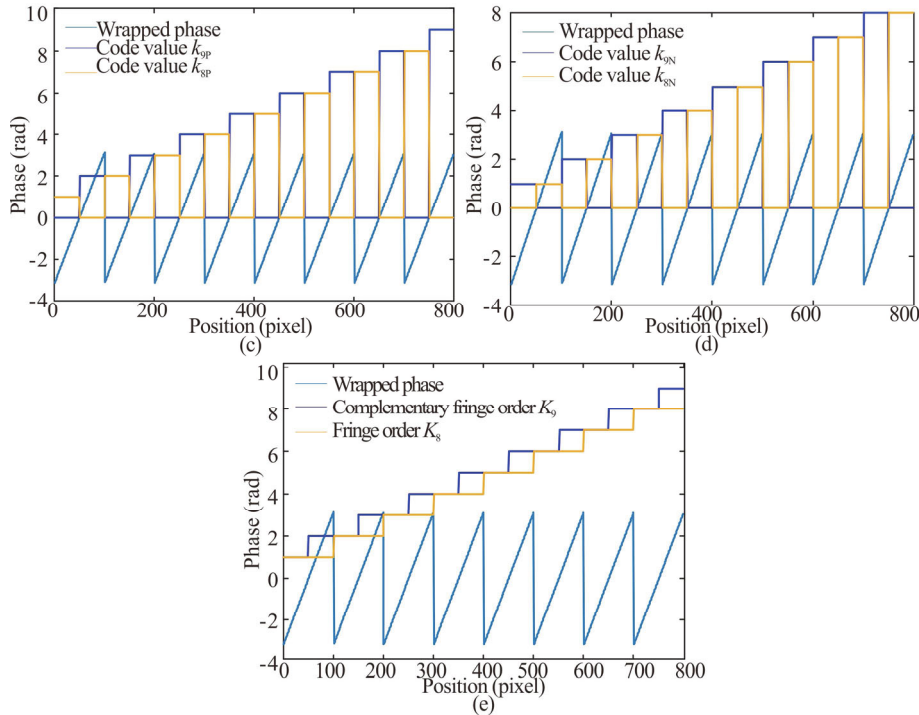 10
8
6
4
2
0
-2
-4
Phase (rad)
Wrapped phase
Code value k9P
Code value k8P
0
200
400
600
800
Position (pixel)
(c)
8
6
4
2
0
-2
-4
Phase (rad)
Wrapped phase
Code value k9N
Code value k8N
0
200
400
600
800
Position (pixel)
(d)
10
8
6
4
2
0
-2
-4
Phase (rad)
Wrapped phase
Complementary fringe order K9
Fringe order K8
0
100
200
300
400
500
600
700
800
Position (pixel)
(e)